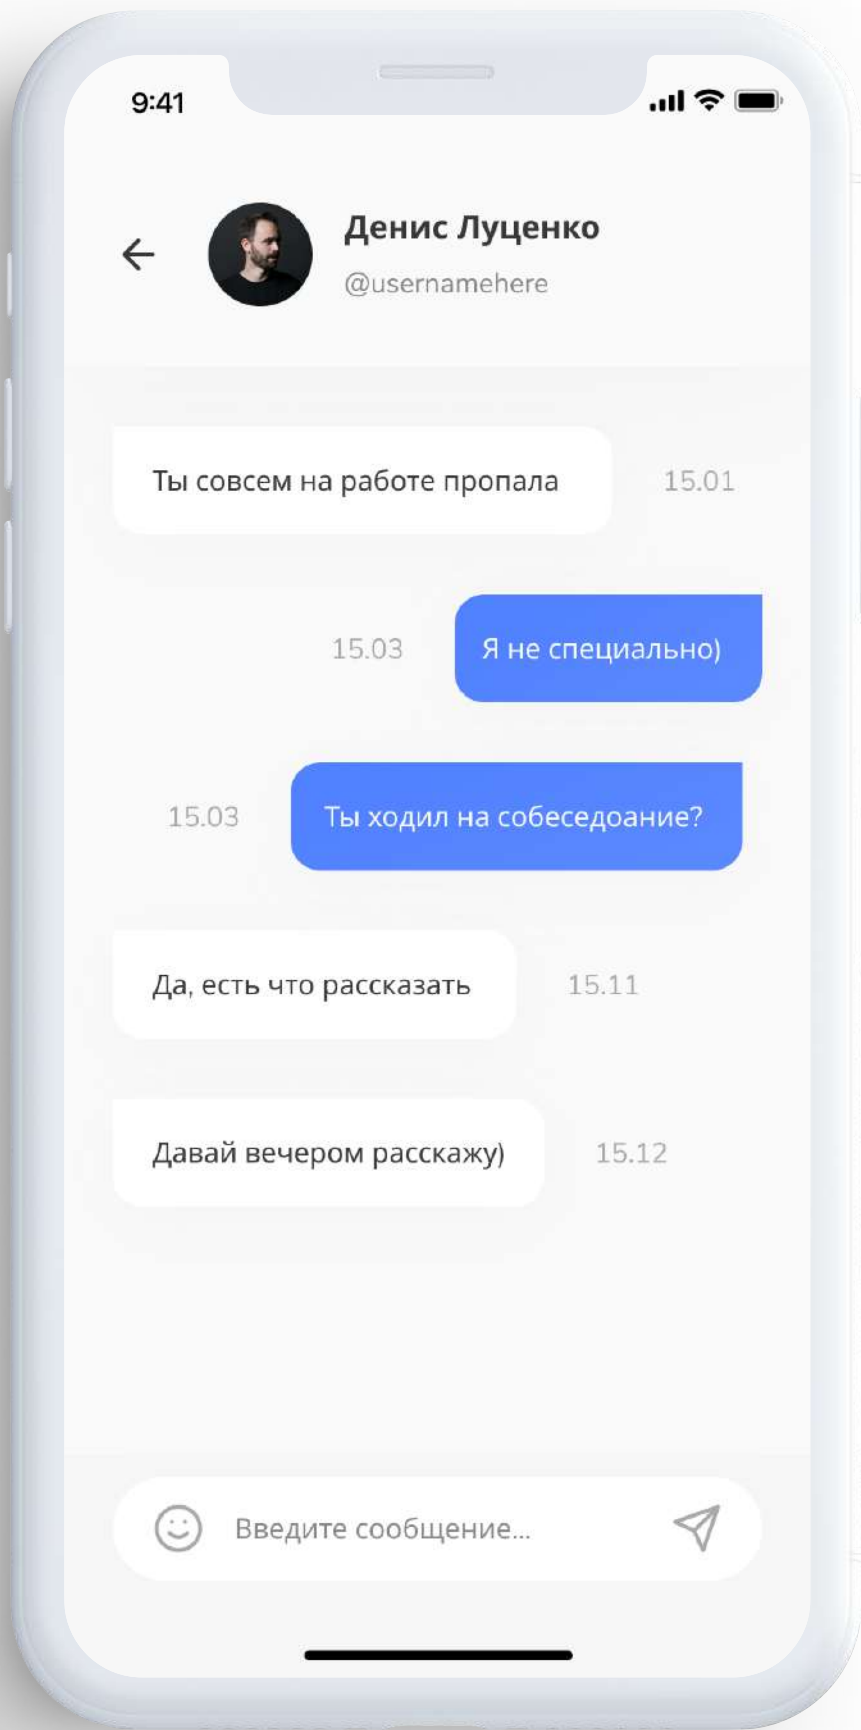 9:41
Денис Луценко
@usernamehere
Ты совсем на работе пропала 15.01
15.03 Я не специально)
15.03 Ты ходил на собеседоание?
Да, есть что рассказать 15.11
Давай вечером расскажу) 15.12
Введите сообщение...